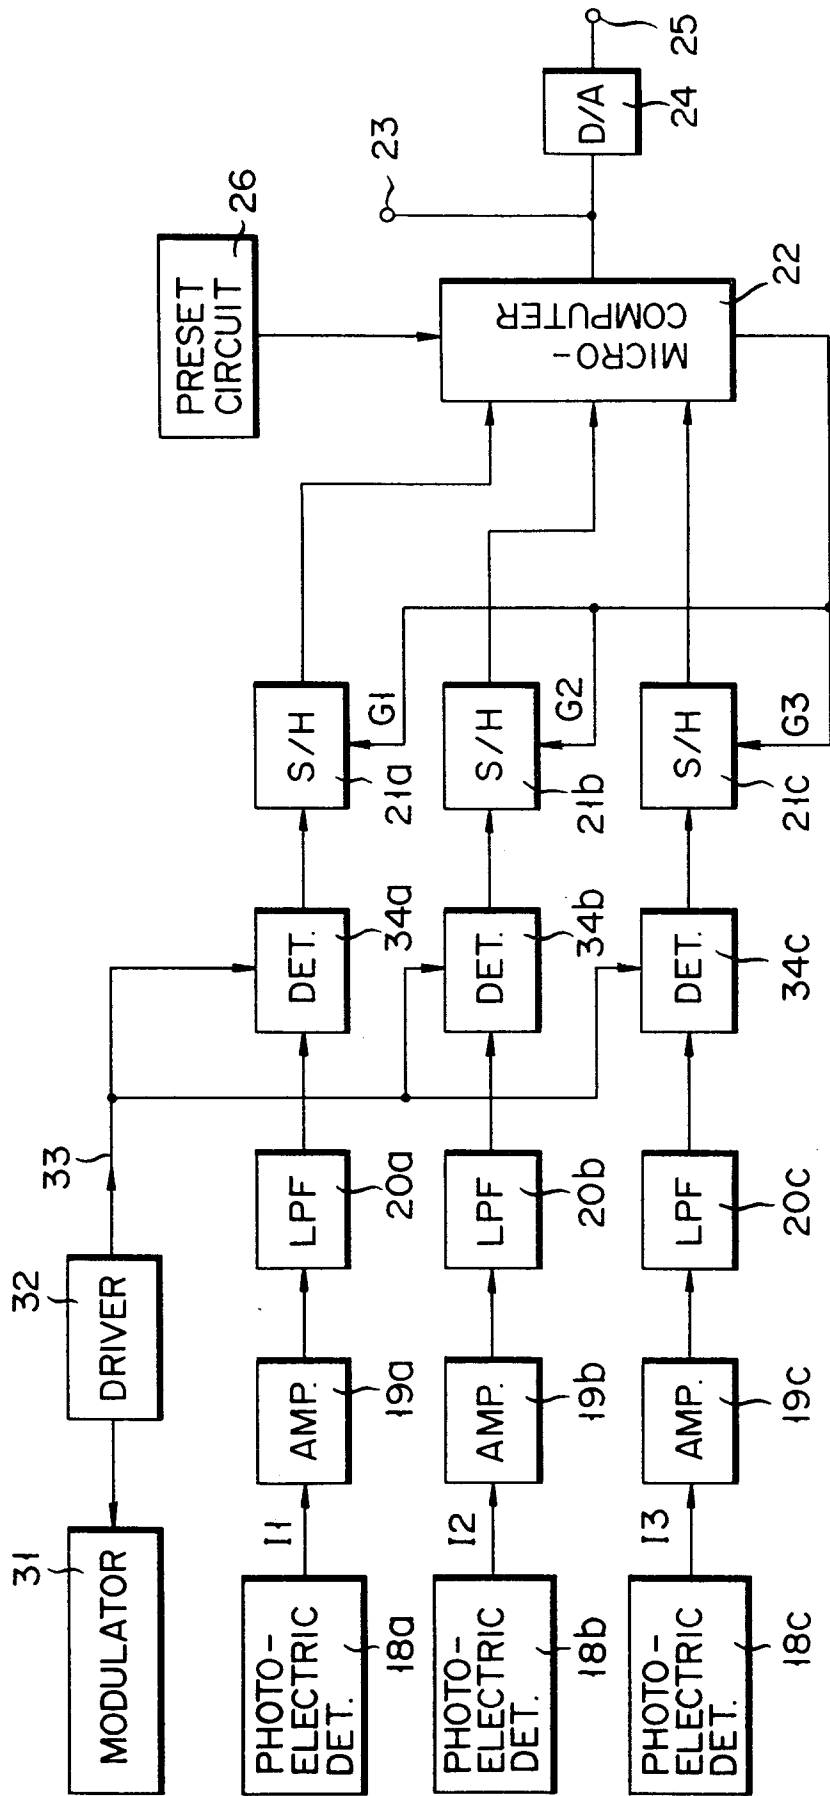 31
MODULATOR
32
DRIVER
33
PHOTO-
ELECTRIC
DET.
18a
I1
AMP.
19a
LPF
20a
DET.
34a
S/H
21a
G1
PHOTO-
ELECTRIC
DET.
18b
I2
AMP.
19b
LPF
20b
DET.
34b
S/H
21b
G2
PHOTO-
ELECTRIC
DET.
18c
I3
AMP.
19c
LPF
20c
DET.
34c
S/H
21c
G3
PRESET
CIRCUIT
26
MICRO-
COMPUTER
22
23
D/A
24
25